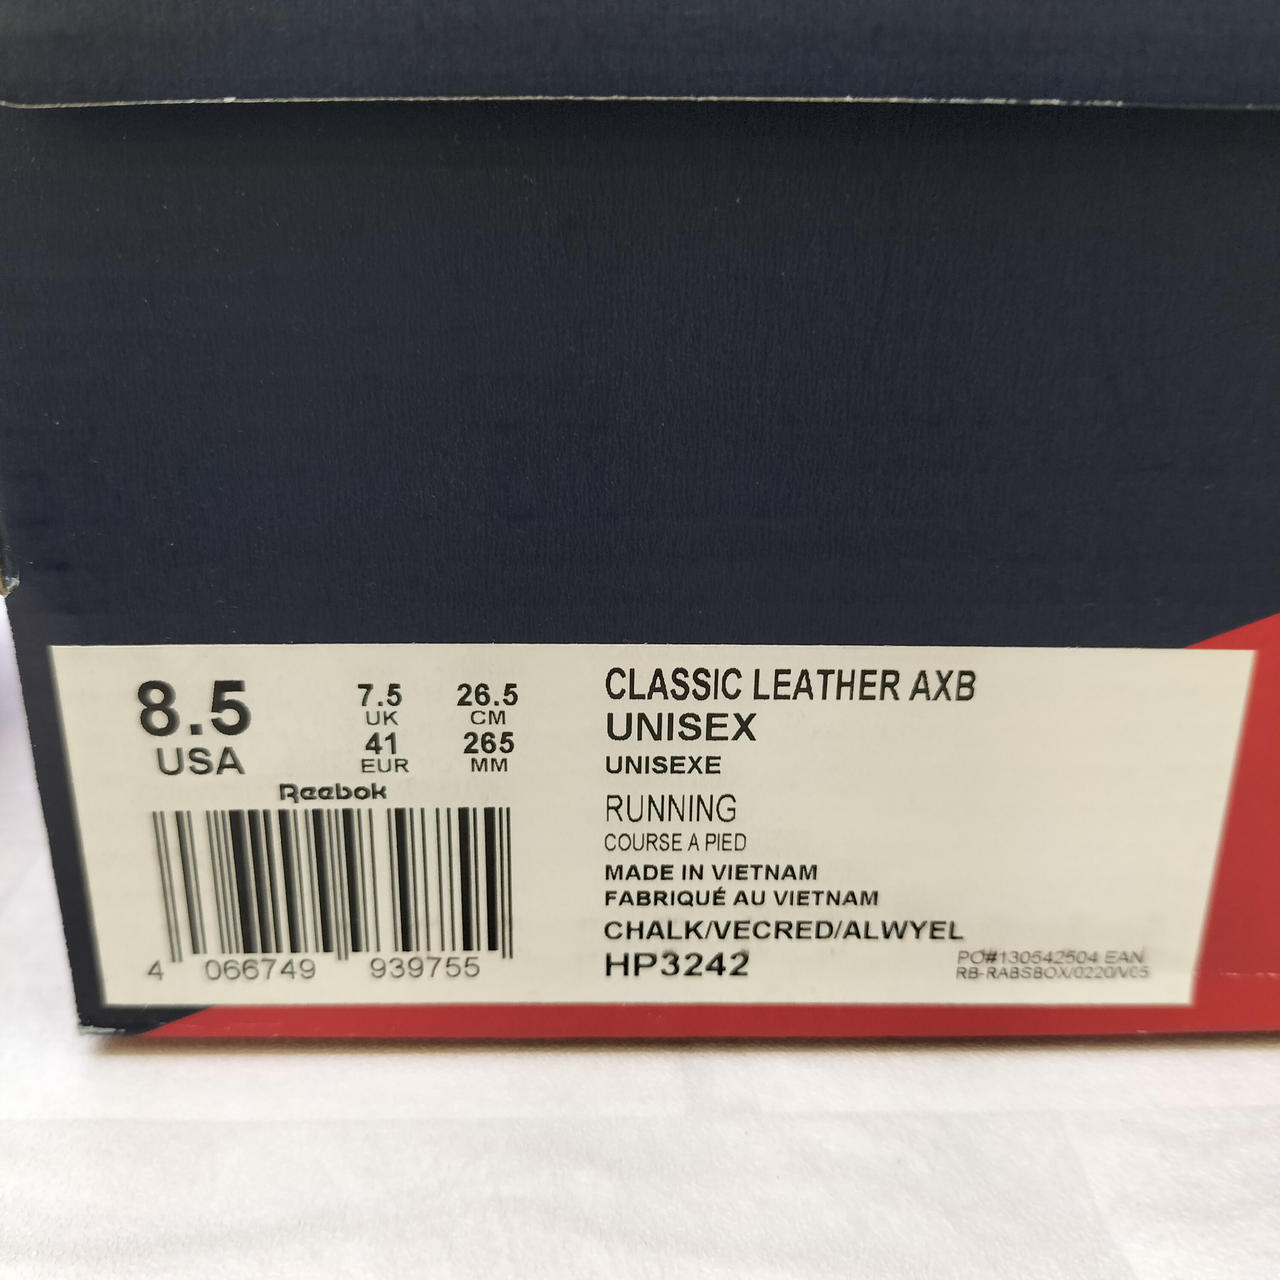 8.5
USA
7.5
UK
41
EUR
26.5
CM
265
MM
Reebok
4 066749 939755
CLASSIC LEATHER AXB
UNISEX
UNISEXE
RUNNING
COURSE A PIED
MADE IN VIETNAM
FABRIQUÉ AU VIETNAM
CHALK/VECRED/ALWYEL
HP3242
PO#130542504 EAN
RB-RABSBOX/0220/V05